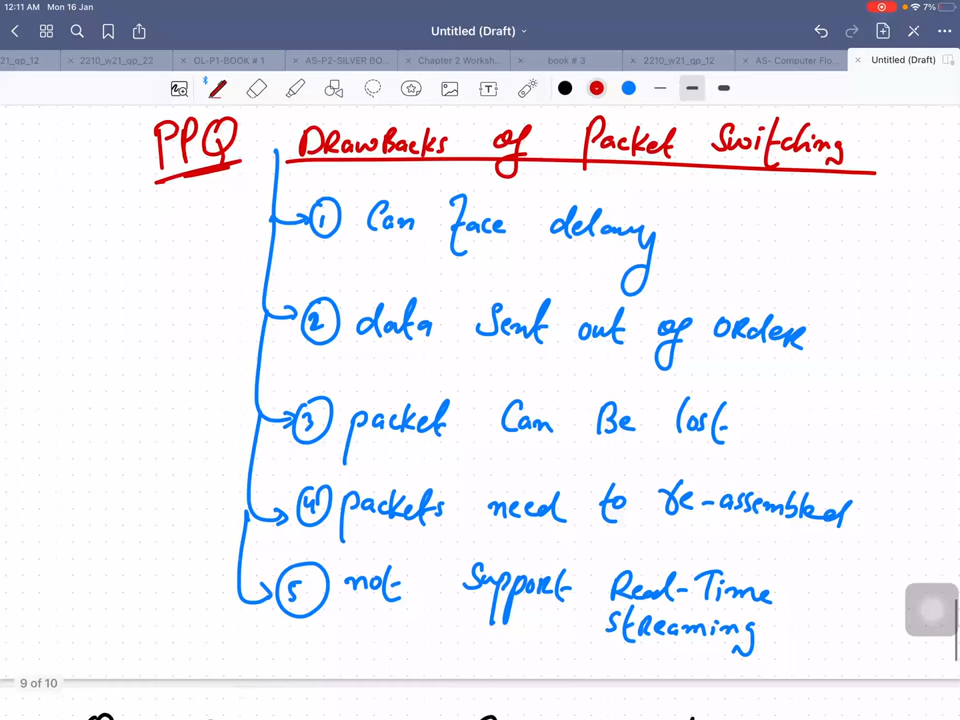 12:11 AM Mon 16 Jan
7%
Untitled (Draft)
21_qp_12
2210_w21_qp_22
OL-P1-BOOK # 1
AS-P2-SILVER BO...
Chapter 2 Worksh...
book # 3
2210_w21_qp_12
AS- Computer Flo...
Untitled (Draft)
PPQ DRawBacks of Packet Switching
1 Can face delay
2 data Sent out of ORdeR
3 packet Can Be lost
4 packets need to re-assembled
5 not Support Real-Time
StReaming
9 of 10